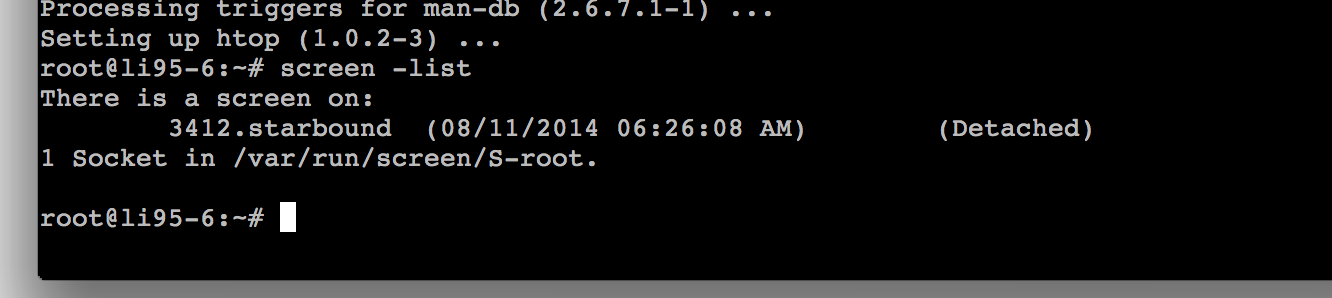 Processing triggers for man-db (2.6.7.1-1) ...
Setting up htop (1.0.2-3) ...
root@li95-6:~# screen -list
There is a screen on:
        3412.starbound  (08/11/2014 06:26:08 AM)        (Detached)
1 Socket in /var/run/screen/S-root.
root@li95-6:~#